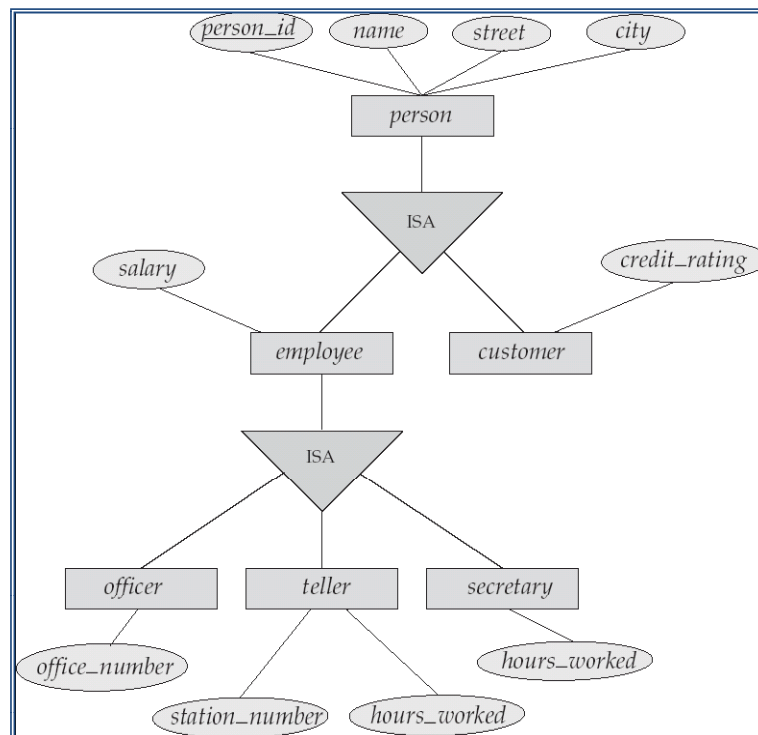 person_id name street city
person
ISA
salary credit_rating
employee customer
ISA
officer teller secretary
office_number hours_worked
station_number hours_worked